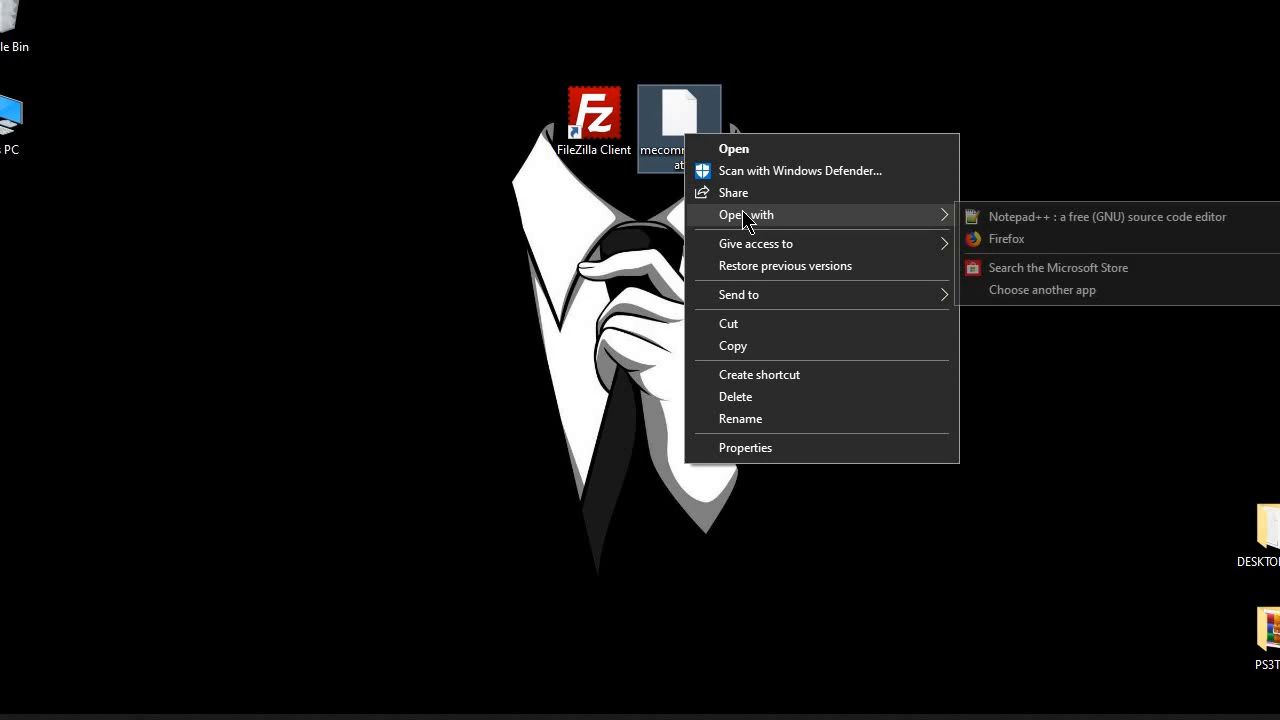 le Bin
PC
FileZilla Client
Open
Scan with Windows Defender...
Share
Open with
Give access to
Restore previous versions
Send to
Cut
Copy
Create shortcut
Delete
Rename
Properties
Notepad++ : a free (GNU) source code editor
Firefox
Search the Microsoft Store
Choose another app
DESKTO
PS3T